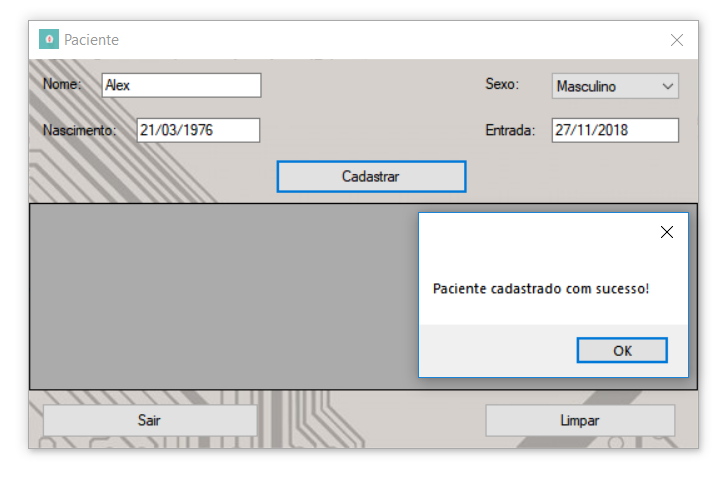 Paciente
Nome: Alex Sexo: Masculino
Nascimento: 21/03/1976 Entrada: 27/11/2018
Cadastrar
Paciente cadastrado com sucesso!
OK
Sair Limpar